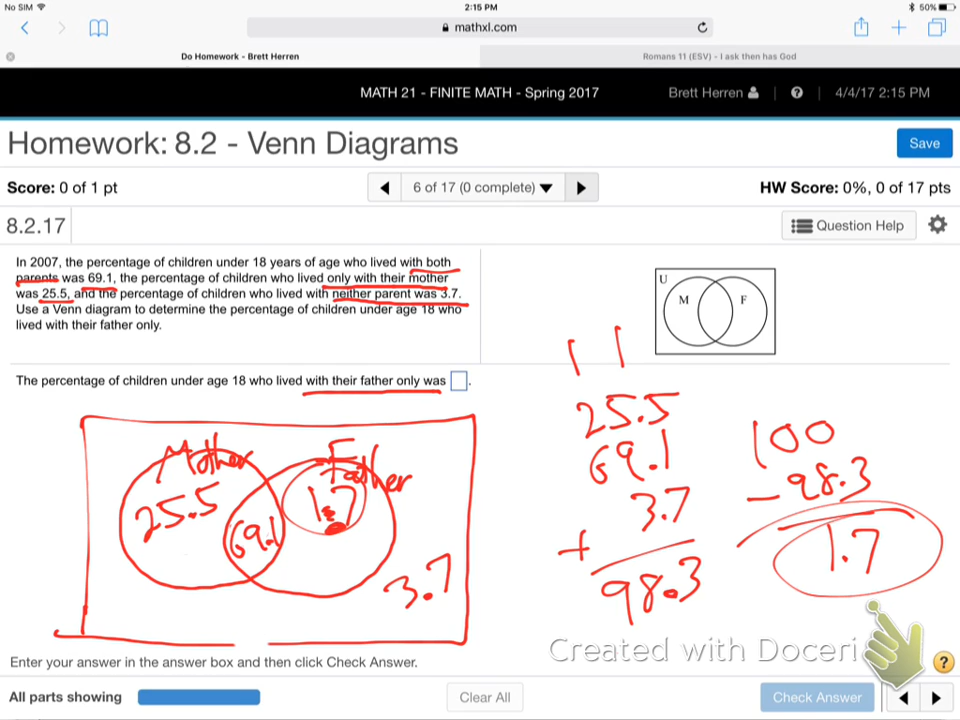 No SIM
2:15 PM
50%
mathxl.com
Do Homework - Brett Herren
Romans 11 (ESV) - I ask then has God
MATH 21 - FINITE MATH - Spring 2017
Brett Herren
?
4/4/17 2:15 PM
Homework: 8.2 - Venn Diagrams
Save
Score: 0 of 1 pt
6 of 17 (0 complete)
HW Score: 0%, 0 of 17 pts
8.2.17
Question Help
In 2007, the percentage of children under 18 years of age who lived with both
parents was 69.1, the percentage of children who lived only with their mother
was 25.5, and the percentage of children who lived with neither parent was 3.7.
Use a Venn diagram to determine the percentage of children under age 18 who
lived with their father only.
U
M
F
The percentage of children under age 18 who lived with their father only was .
Mother
Father
25.5
69.1
1.7
3.7
1 1
25.5
69.1
3.7
+
98.3
100
- 98.3
1.7
Created with Doceri
Enter your answer in the answer box and then click Check Answer.
?
All parts showing
Clear All
Check Answer